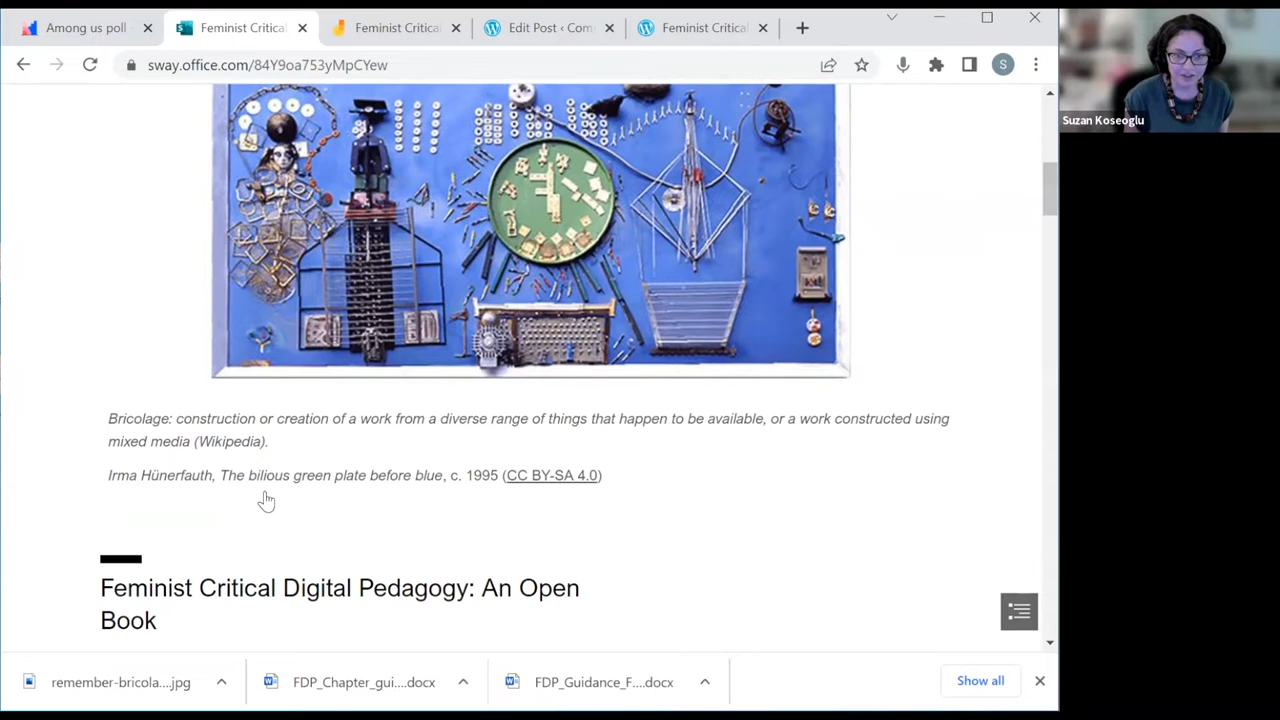 Among us poll
Feminist Critical
Feminist Critical
Edit Post ‹ Com
Feminist Critical
sway.office.com/84Y9oa753yMpCYew
S
Suzan Koseoglu
Bricolage: construction or creation of a work from a diverse range of things that happen to be available, or a work constructed using
mixed media (Wikipedia).
Irma Hünerfauth, The bilious green plate before blue, c. 1995 (CC BY-SA 4.0)
Feminist Critical Digital Pedagogy: An Open
Book
remember-bricola....jpg
FDP_Chapter_gui....docx
FDP_Guidance_F....docx
Show all